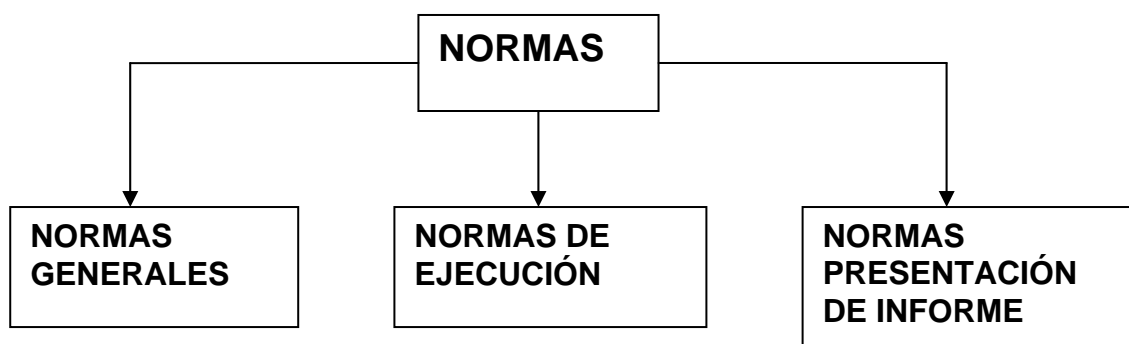 NORMAS
NORMAS
GENERALES
NORMAS DE
EJECUCIÓN
NORMAS
PRESENTACIÓN
DE INFORME